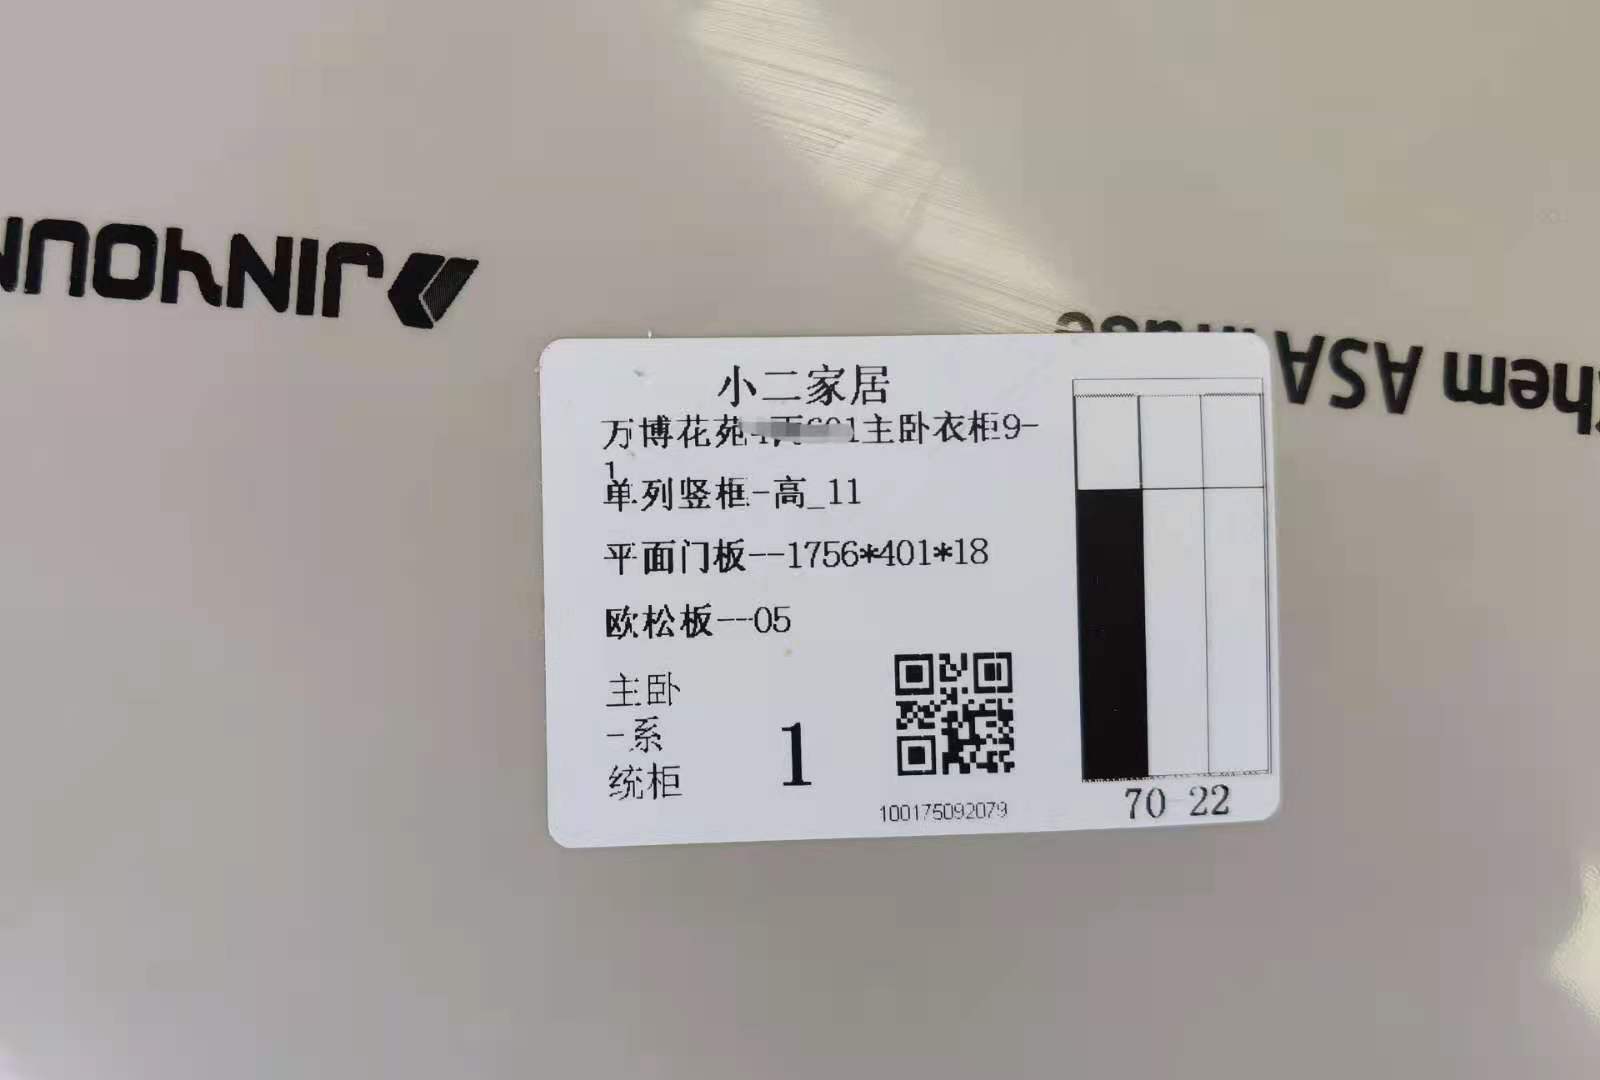 JINYOUN
Chem ASA
小二家居
万博花苑 主卧衣柜9-
1
单列竖框-高_11
平面门板--1756*401*18
欧松板--05
主卧
-系
统柜
1
100175092079
70 22